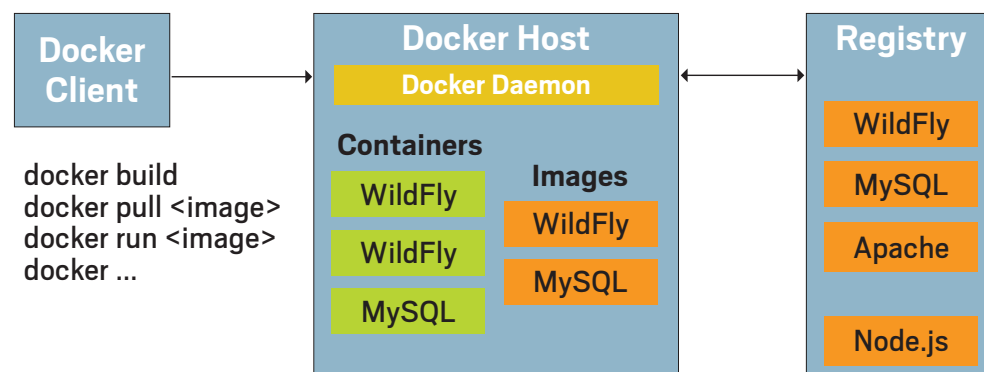 Docker
Client
docker build
docker pull <image>
docker run <image>
docker ...
Docker Host
Docker Daemon
Containers
WildFly
WildFly
MySQL
Images
WildFly
MySQL
Registry
WildFly
MySQL
Apache
Node.js